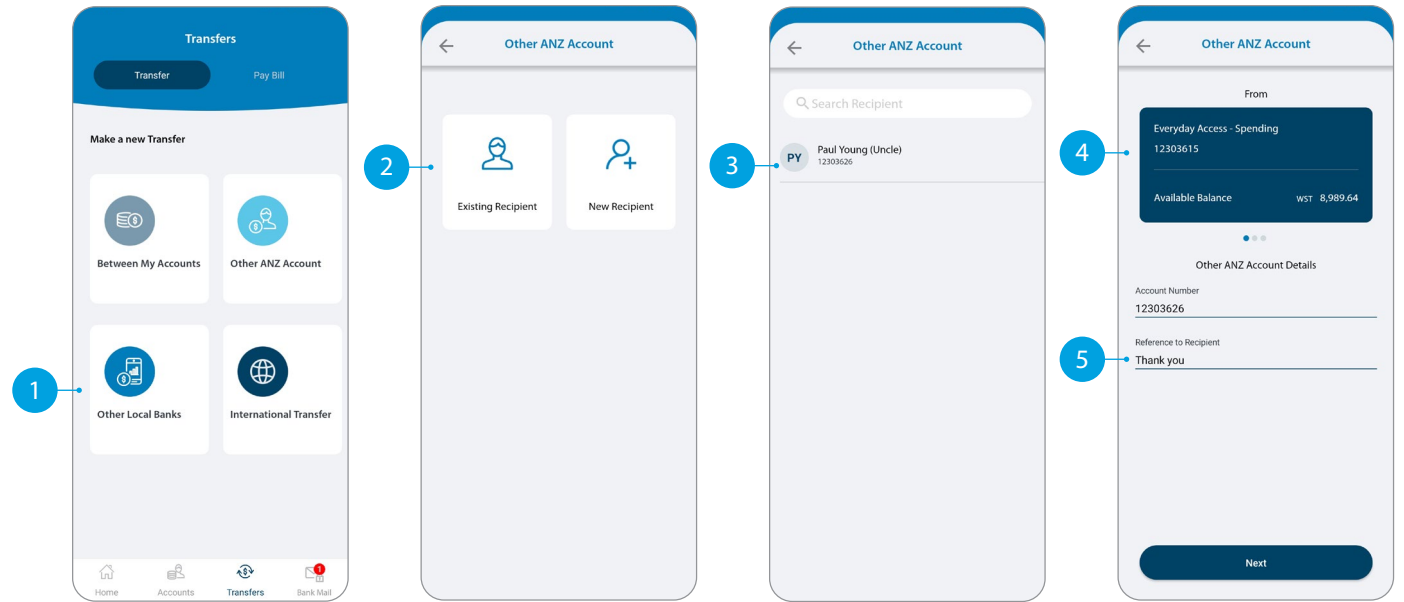 Transfers
Transfer
Pay Bill
Make a new Transfer
Between My Accounts
Other ANZ Account
1
Other Local Banks
International Transfer
1
Home
Accounts
Transfers
Bank Mail
Other ANZ Account
2
Existing Recipient
New Recipient
Other ANZ Account
Search Recipient
3
PY
Paul Young (Uncle)
12303626
Other ANZ Account
From
4
Everyday Access - Spending
12303615
Available Balance WST 8,989.64
Other ANZ Account Details
Account Number
12303626
5
Reference to Recipient
Thank you
Next